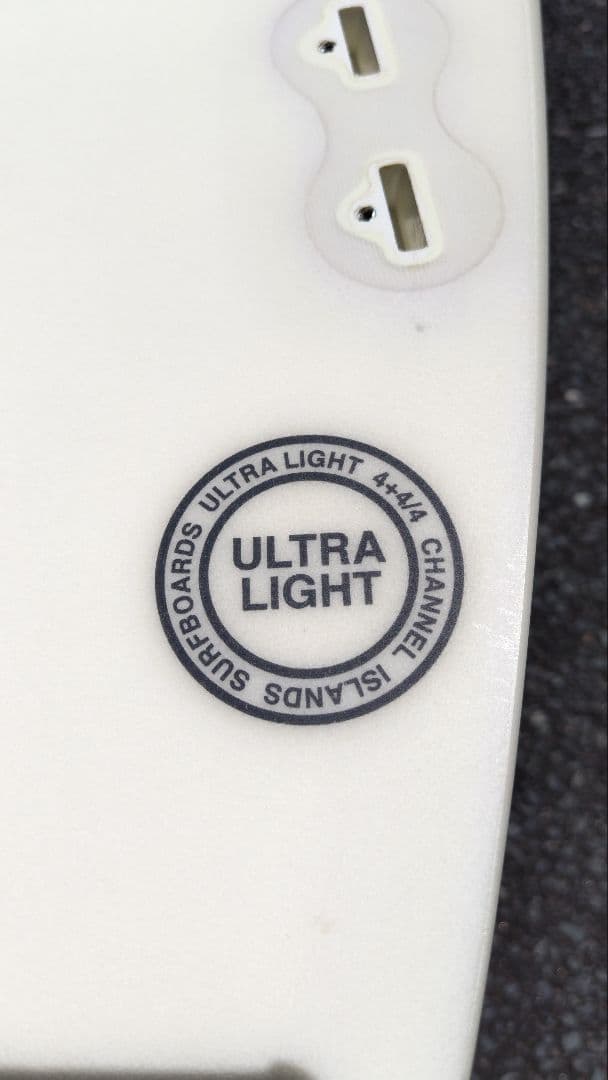 ULTRA LIGHT 4+4/4 CHANNEL ISLANDS SURFBOARDS
ULTRA
LIGHT